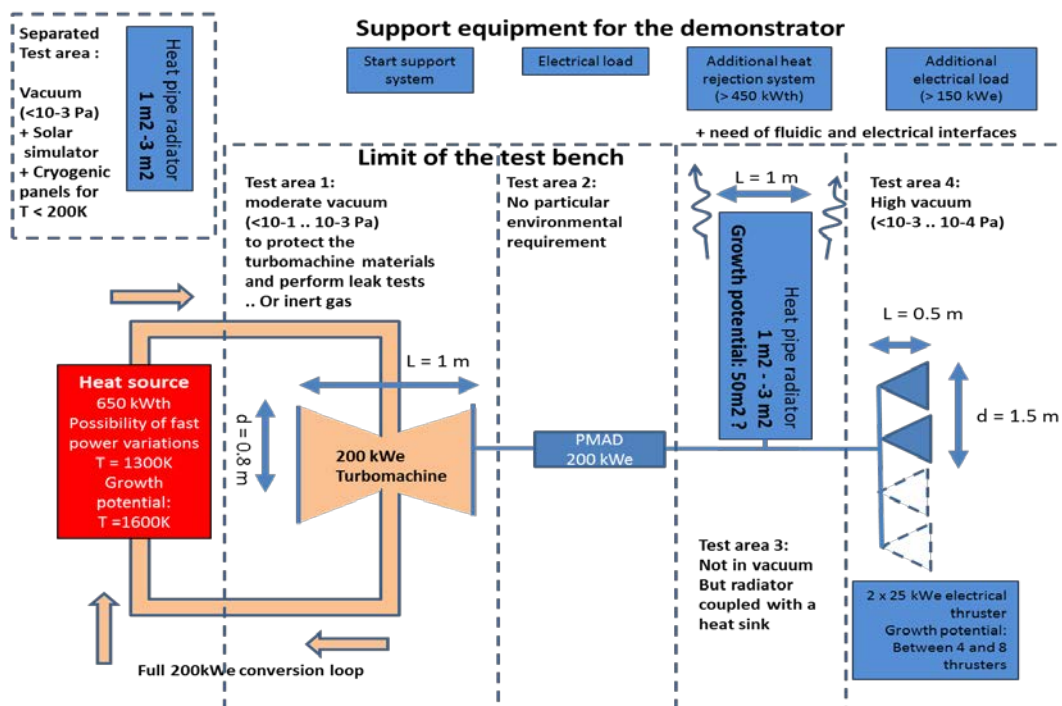 Support equipment for the demonstrator
Separated
Test area :
Vacuum
(<10-3 Pa)
+ Solar
simulator
+ Cryogenic
panels for
T < 200K
Heat pipe radiator
1 m2 -3 m2
Start support
system
Electrical load
Additional heat
rejection system
(> 450 kWth)
Additional
electrical load
(> 150 kWe)
+ need of fluidic and electrical interfaces
Limit of the test bench
Test area 1:
moderate vacuum
(<10-1 .. 10-3 Pa)
to protect the
turbomachine materials
and perform leak tests
.. Or inert gas
Test area 2:
No particular
environmental
requirement
L = 1 m
Heat pipe radiator
1 m2 - -3 m2
Growth potential: 50m2 ?
Test area 4:
High vacuum
(<10-3 .. 10-4 Pa)
Heat source
650 kWth
Possibility of fast
power variations
T = 1300K
Growth
potential:
T =1600K
L = 1 m
d = 0.8 m
200 kWe
Turbomachine
PMAD
200 kWe
L = 0.5 m
d = 1.5 m
Test area 3:
Not in vacuum
But radiator
coupled with a
heat sink
2 x 25 kWe electrical
thruster
Growth potential:
Between 4 and 8
thrusters
Full 200kWe conversion loop